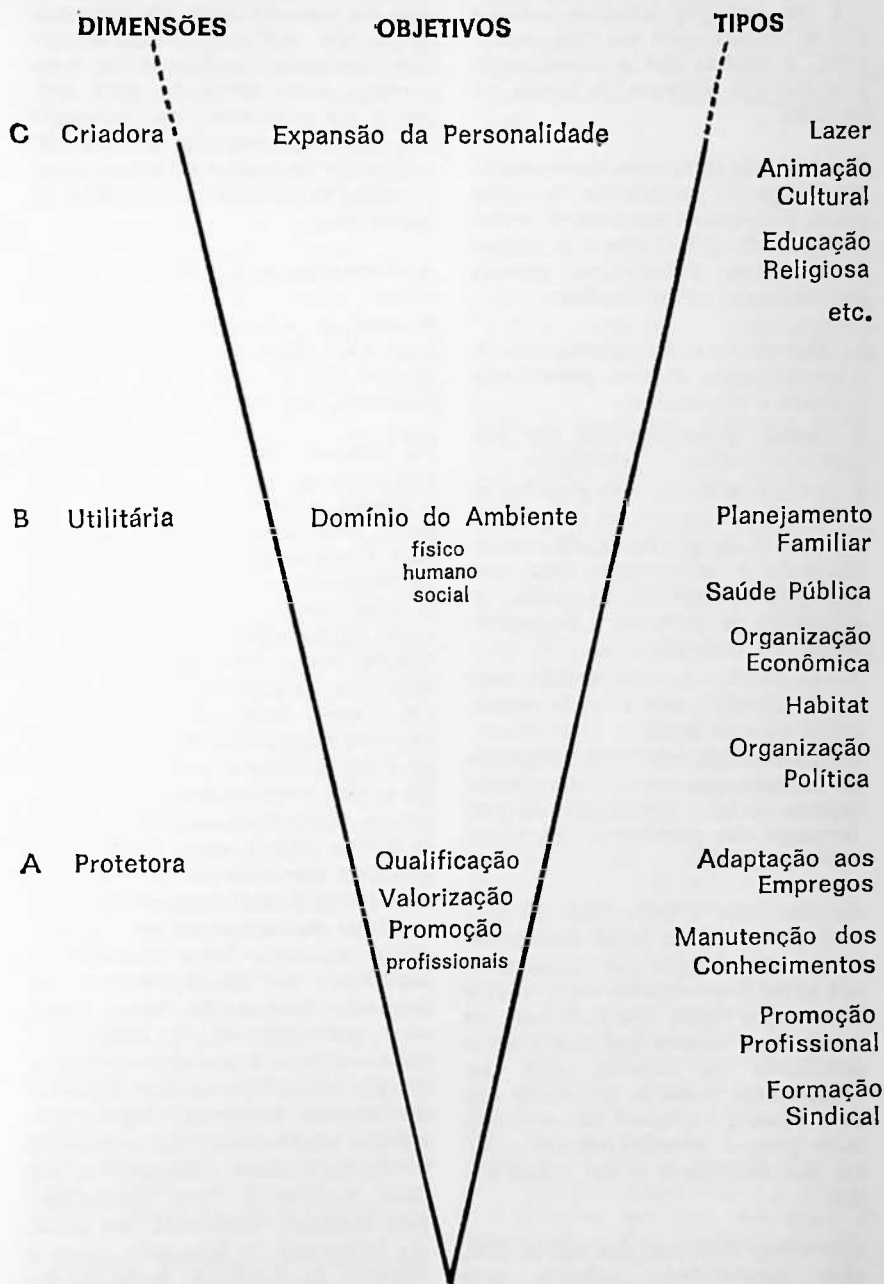 DIMENSÕES OBJETIVOS TIPOS
C Criadora Expansão da Personalidade Lazer
Animação
Cultural
Educação
Religiosa
etc.
B Utilitária Domínio do Ambiente Planejamento
físico Familiar
humano
social Saúde Pública
Organização
Econômica
Habitat
Organização
Política
A Protetora Qualificação Adaptação aos
Valorização Empregos
Promoção Manutenção dos
profissionais Conhecimentos
Promoção
Profissional
Formação
Sindical